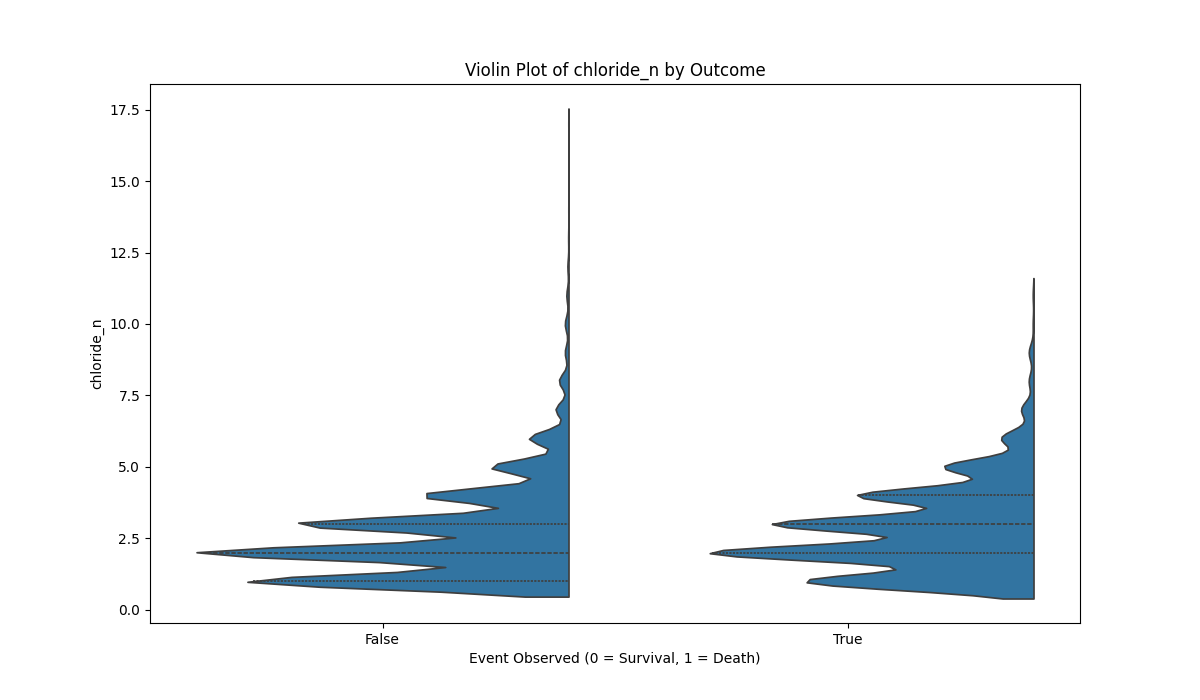 Violin Plot of chloride_n by Outcome
17.5
15.0
12.5
10.0
7.5
5.0
2.5
0.0
chloride_n
False
True
Event Observed (0 = Survival, 1 = Death)